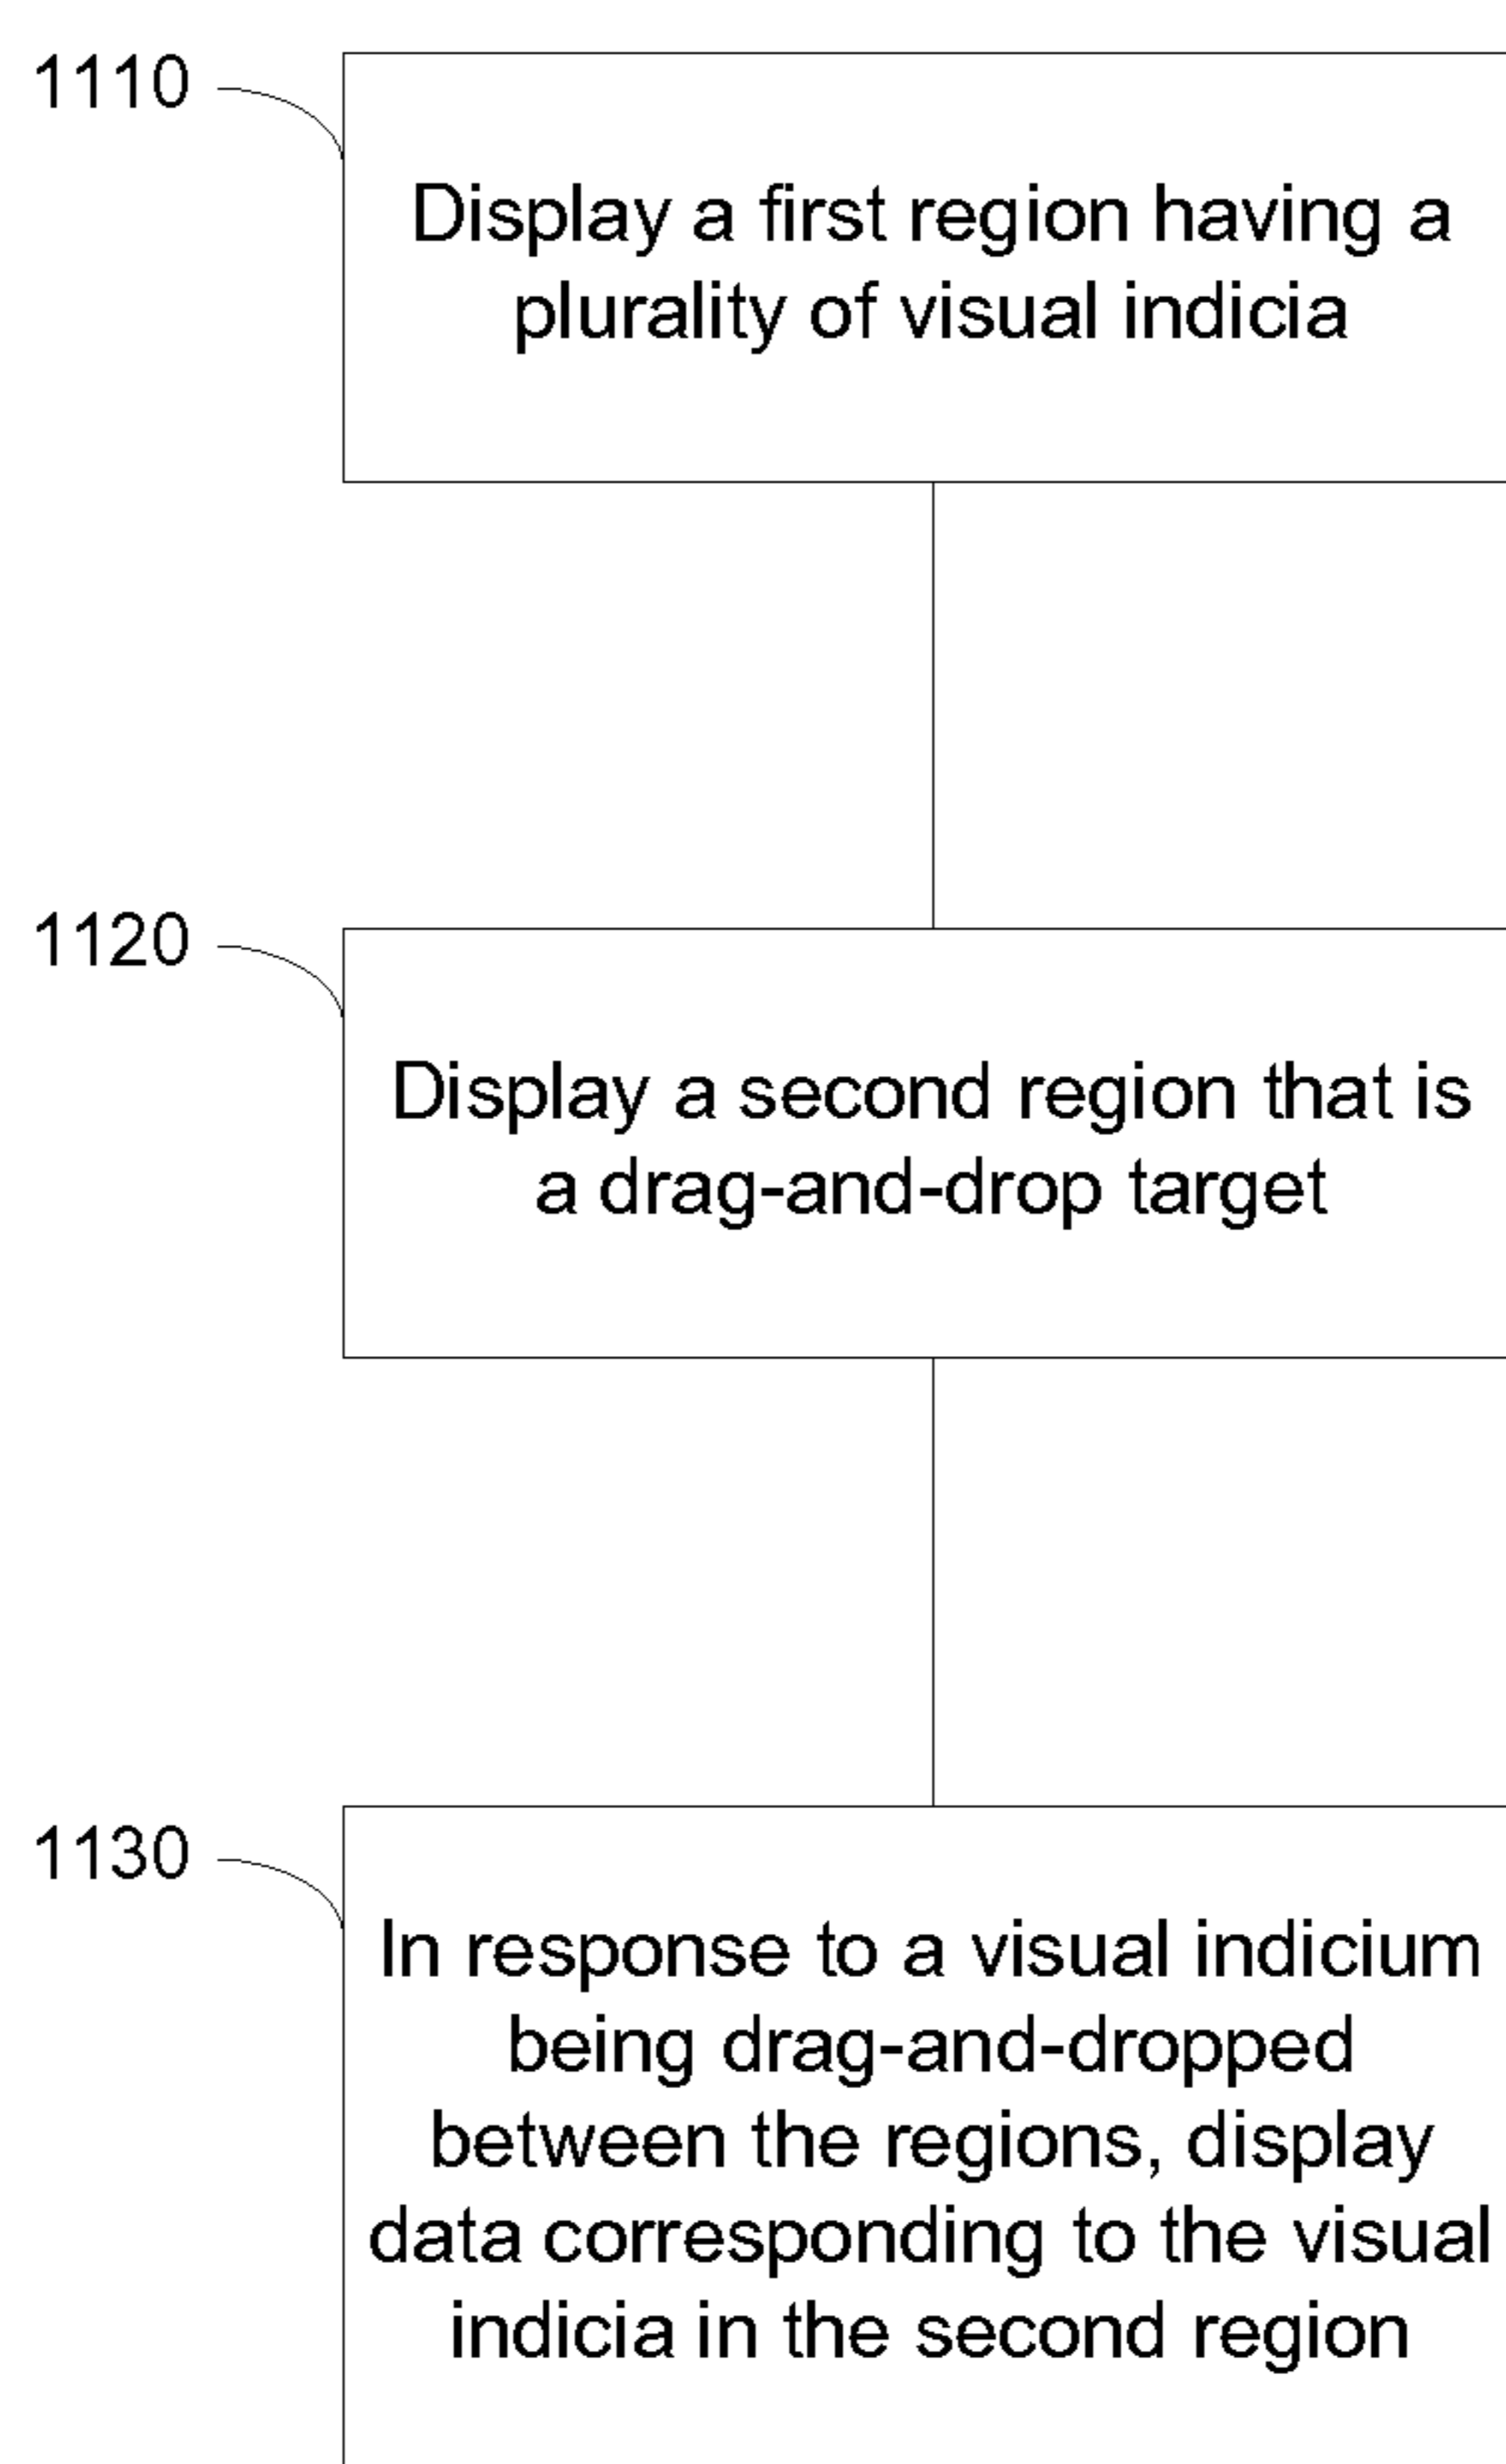 1110
Display a first region having a
plurality of visual indicia
1120
Display a second region that is
a drag-and-drop target
1130
In response to a visual indicium
being drag-and-dropped
between the regions, display
data corresponding to the visual
indicia in the second region